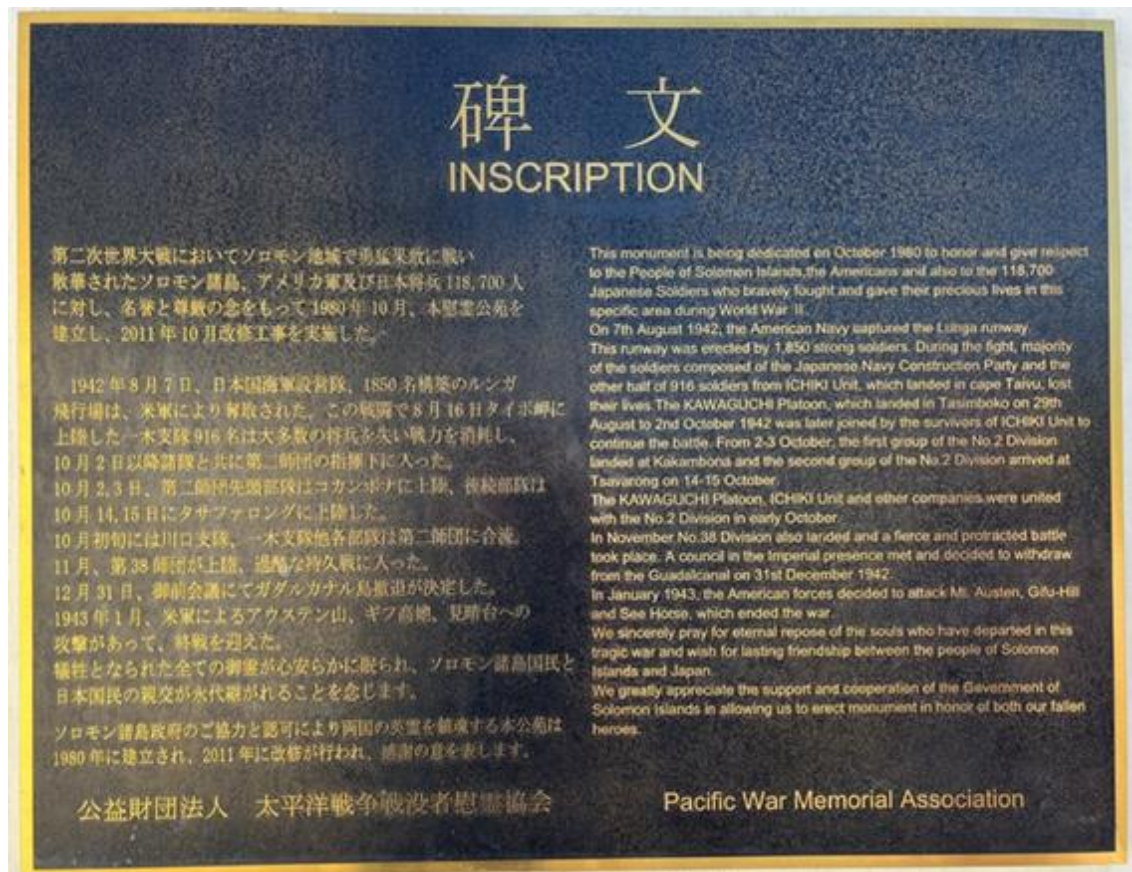 碑 文
INSCRIPTION
第二次世界大戦においてソロモン地域で勇猛果敢に戦い
散華されたソロモン諸島、アメリカ軍及び日本将兵118,700人
に対し、名誉と尊厳の念をもって1980年10月、本慰霊公苑を
建立し、2011年10月改修工事を実施した。
1942年8月7日、日本国海軍設営隊、1850名構築のルンガ
飛行場は、米軍により奪取された。この戦闘で8月16日タイボ岬に
上陸した一木支隊916名は大多数の将兵を失い戦力を消耗し、
10月2日以降諸隊と共に第二師団の指揮下に入った。
10月2,3日、第二師団先頭部隊はコカンボナに上陸、後続部隊は
10月14,15日にタサファロングに上陸した。
10月初旬には川口支隊、一木支隊他各部隊は第二師団に合流。
11月、第38師団が上陸、過酷な持久戦に入った。
12月31日、御前会議にてガダルカナル島撤退が決定した。
1943年1月、米軍によるアウステン山、ギフ高地、見晴台への
攻撃があって、終戦を迎えた。
犠牲となられた全ての御霊が心安らかに眠られ、ソロモン諸島国民と
日本国民の親交が永代継がれることを念じます。
ソロモン諸島政府のご協力と認可により両国の英霊を鎮魂する本公苑は
1980年に建立され、2011年に改修が行われ、感謝の意を表します。
公益財団法人 太平洋戦争戦没者慰霊協会
This monument is being dedicated on October 1980 to honor and give respect
to the People of Solomon Islands,the Americans and also to the 118,700
Japanese Soldiers who bravely fought and gave their precious lives in this
specific area during World War II.
On 7th August 1942, the American Navy captured the Lunga runway
This runway was erected by 1,850 strong soldiers. During the fight, majority
of the soldiers composed of the Japanese Navy Construction Party and the
other half of 916 soldiers from ICHIKI Unit, which landed in cape Taivu, lost
their lives The KAWAGUCHI Platoon, which landed in Tasimboko on 29th
August to 2nd October 1942 was later joined by the survivors of ICHIKI Unit to
continue the battle. From 2-3 October, the first group of the No.2 Division
landed at Kakambona and the second group of the No.2 Division arrived at
Tsavarong on 14-15 October
The KAWAGUCHI Platoon, ICHIKI Unit and other companies were united
with the No.2 Division in early October.
In November No.38 Division also landed and a fierce and protracted battle
took place. A council in the Imperial presence met and decided to withdraw
from the Guadalcanal on 31st December 1942
In January 1943, the American forces decided to attack Mt. Austen, Gifu-Hill
and See Horse, which ended the war.
We sincerely pray for eternal repose of the souls who have departed in this
tragic war and wish for lasting friendship between the people of Solomon
Islands and Japan.
We greatly appreciate the support and cooperation of the Government of
Solomon Islands in allowing us to erect monument in honor of both our fallen
heroes.
Pacific War Memorial Association